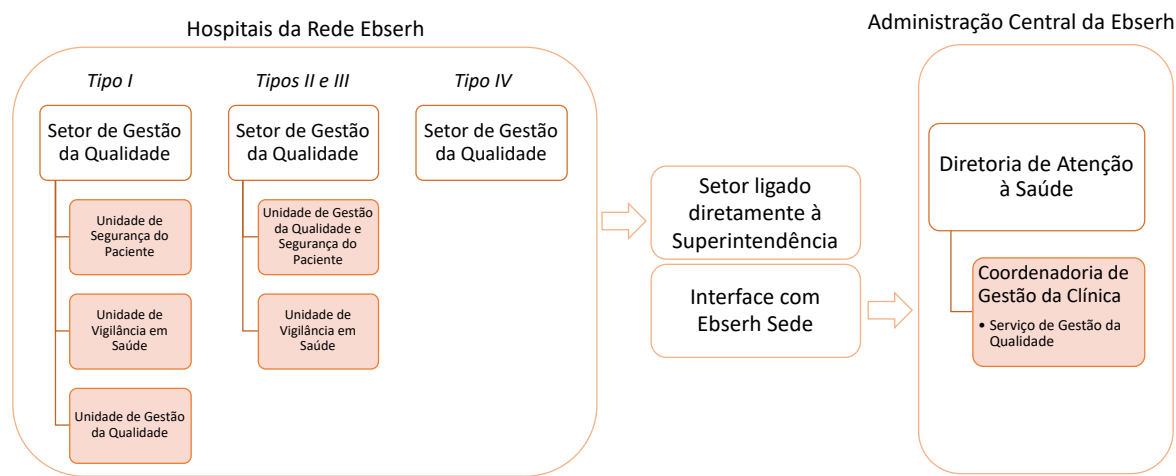 Hospitais da Rede Ebserh
Tipo I
Setor de Gestão
da Qualidade
Unidade de
Segurança do
Paciente
Unidade de
Vigilância em
Saúde
Unidade de Gestão
da Qualidade
Tipos II e III
Setor de Gestão
da Qualidade
Unidade de Gestão
da Qualidade e
Segurança do
Paciente
Unidade de
Vigilância em
Saúde
Tipo IV
Setor de Gestão
da Qualidade
Setor ligado
diretamente à
Superintendência
Interface com
Ebserh Sede
Administração Central da Ebserh
Diretoria de Atenção
à Saúde
Coordenadoria de
Gestão da Clínica
• Serviço de Gestão da
Qualidade